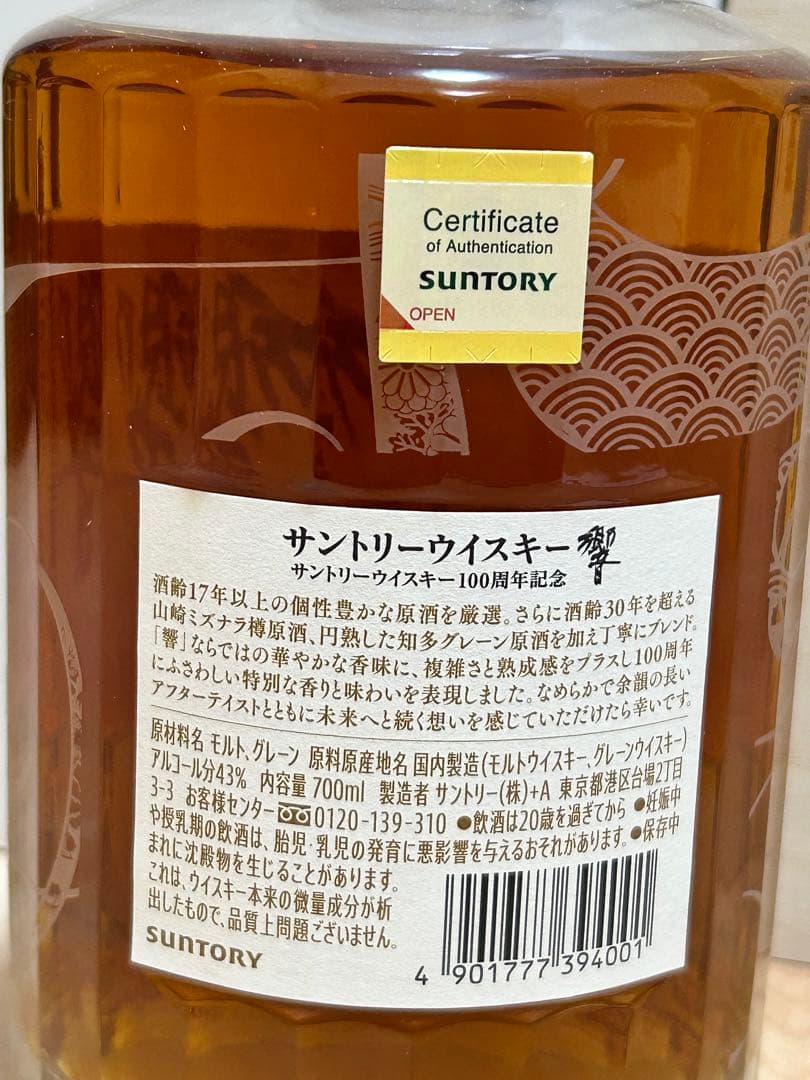 Certificate
of Authentication
SUNTORY
OPEN
サントリーウイスキー 響
サントリーウイスキー100周年記念
酒齢17年以上の個性豊かな原酒を厳選。さらに酒齢30年を超える
山崎ミズナラ樽原酒、円熟した知多グレーン原酒を加え丁寧にブレンド。
「響」ならではの華やかな香味に、複雑さと熟成感をプラスし100周年
にふさわしい特別な香りと味わいを表現しました。なめらかで余韻の長い
アフターテイストとともに未来へと続く想いを感じていただけたら幸いです。
原材料名 モルト、グレーン 原料原産地名 国内製造(モルトウイスキー、グレーンウイスキー)
アルコール分43% 内容量 700ml 製造者 サントリー(株)+A 東京都港区台場2丁目
3-3 お客様センター 0120-139-310 ●飲酒は20歳を過ぎてから ●妊娠中
や授乳期の飲酒は、胎児・乳児の発育に悪影響を与えるおそれがあります。●保存中
まれに沈殿物を生じることがあります。
これは、ウイスキー本来の微量成分が析
出したもので、品質上問題ございません。
SUNTORY
4 901777 394001